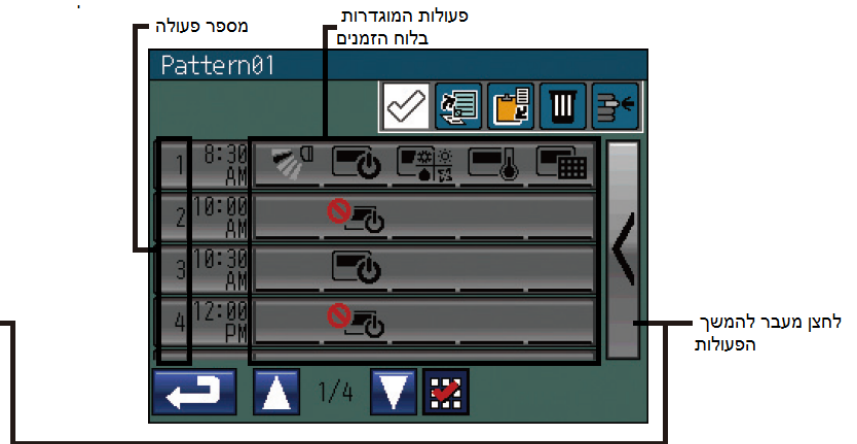 פעולות המוגדרות
בלוח הזמנים
מספר פעולה
Pattern01
1 8:30 AM
2 10:00 AM
3 10:30 AM
4 12:00 PM
לחצן מעבר להמשך
הפעולות
1/4